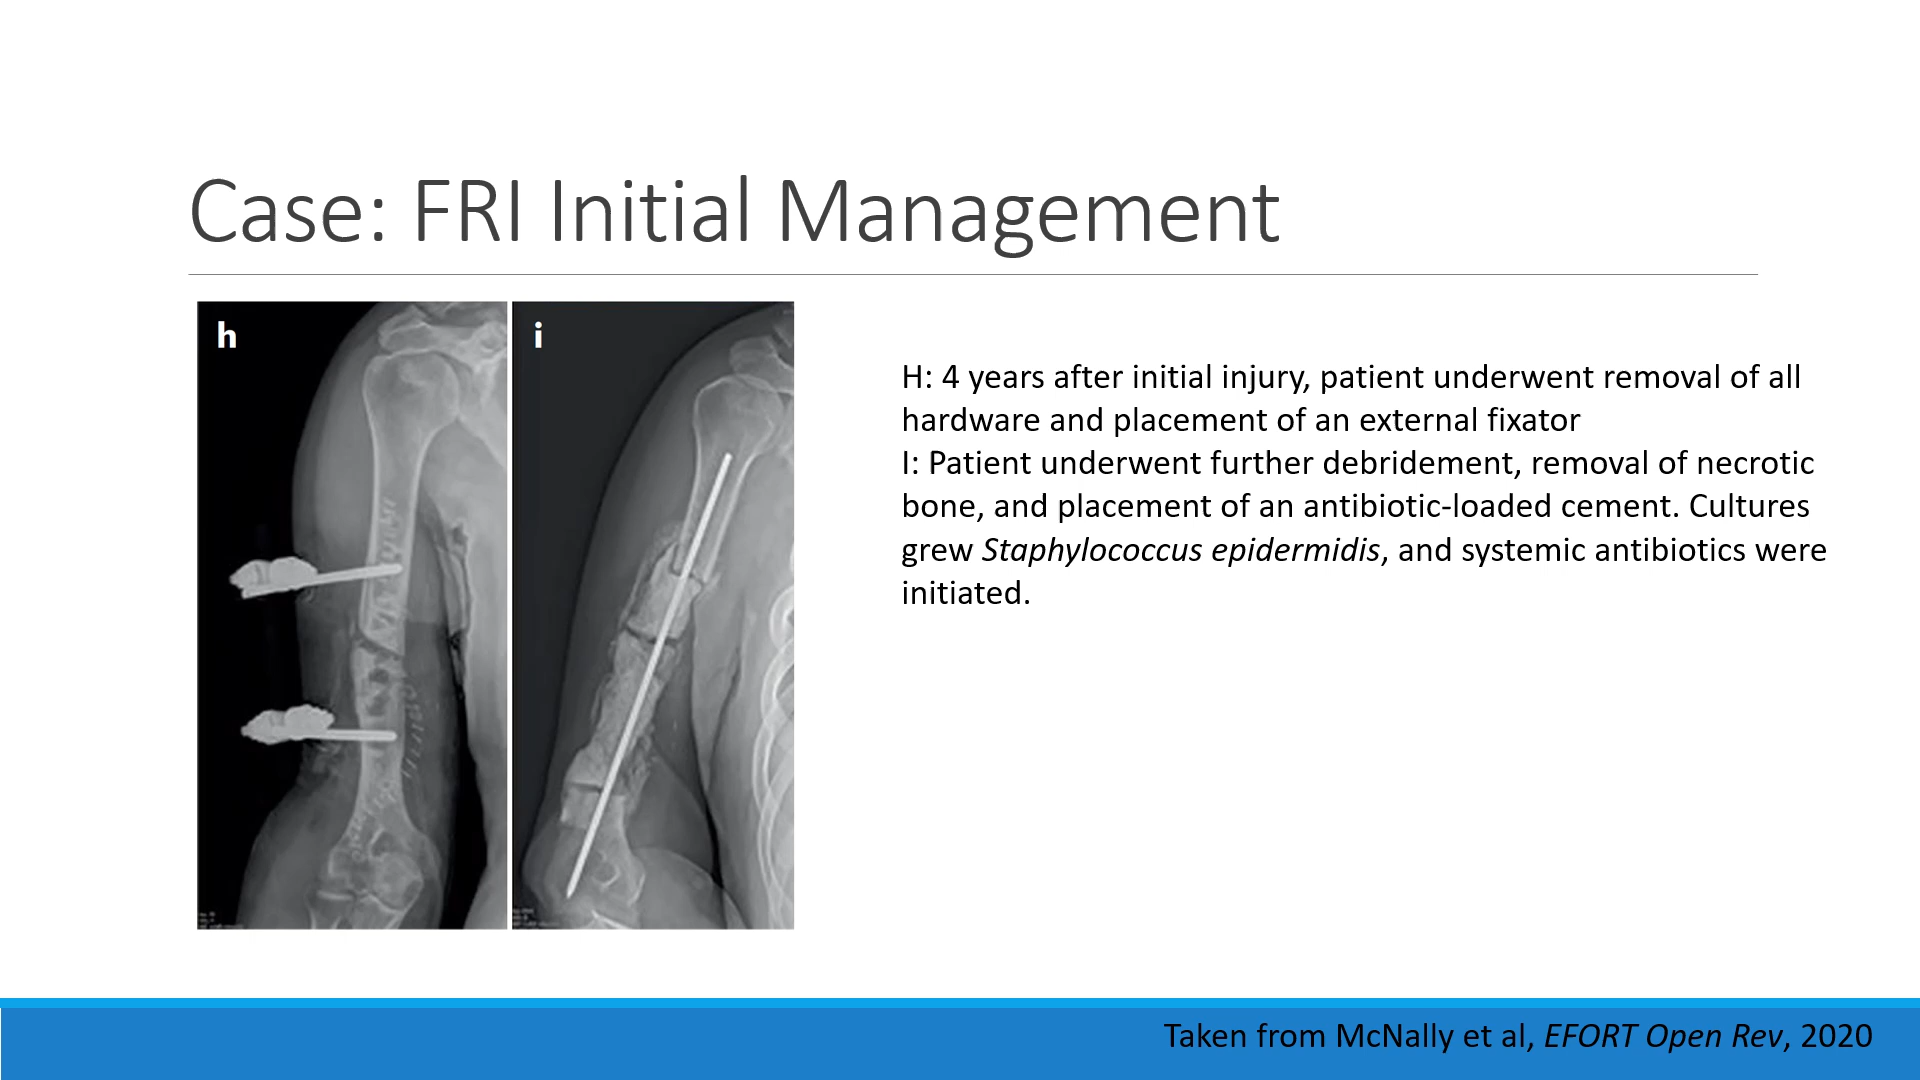 Case: FRI Initial Management
h
i
H: 4 years after initial injury, patient underwent removal of all
hardware and placement of an external fixator
I: Patient underwent further debridement, removal of necrotic
bone, and placement of an antibiotic-loaded cement. Cultures
grew Staphylococcus epidermidis, and systemic antibiotics were
initiated.
Taken from McNally et al, EFORT Open Rev, 2020